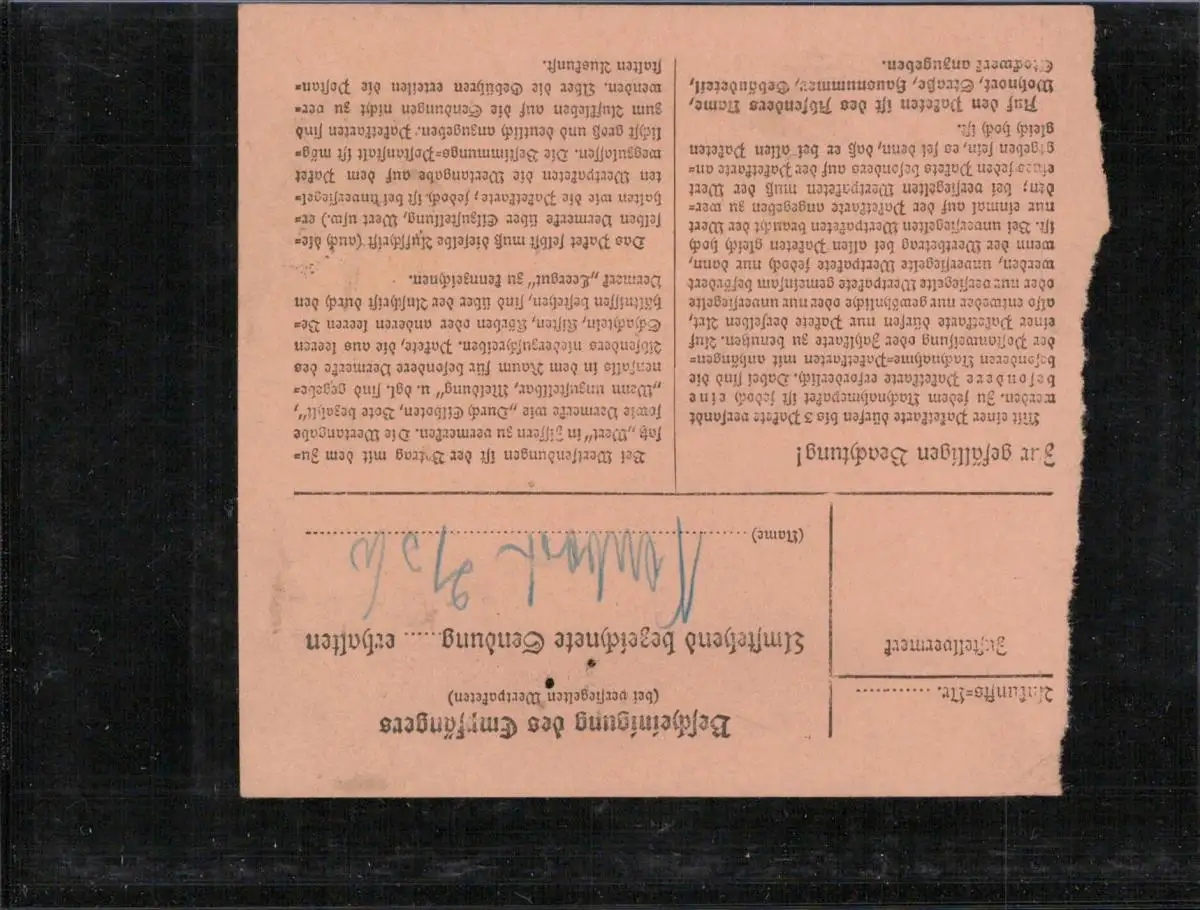 Ankunfts=Nr. ............
Zustellvermerk
Bescheinigung des Empfängers
(bei versiegelten Wertpaketen)
Umstehend bezeichnete Sendung..... erhalten
(Name)
Zur gefälligen Beachtung!
Mit einer Paketkarte dürfen bis 3 Pakete versandt
werden. Zu jedem Nachnahmepaket ist jedoch eine
besondere Paketkarte erforderlich. Dabei sind die
besonderen Nachnahme=Paketkarten mit anhängen=
der Postanweisung oder Zahlkarte zu benutzen. Auf
einer Paketkarte dürfen nur Pakete derselben Art,
also entweder nur gewöhnliche oder nur unversiegelte
oder nur versiegelte Wertpakete gemeinsam befördert
werden, unversiegelte Wertpakete jedoch nur dann,
wenn der Wertbetrag bei allen Paketen gleich hoch
ist. Bei unversiegelten Wertpaketen braucht der Wert
nur einmal auf der Paketkarte angegeben zu wer=
den; bei versiegelten Wertpaketen muß der Wert
eines jeden Pakets besonders auf der Paketkarte an=
gegeben sein, es sei denn, daß er bei allen Paketen
gleich hoch ist.
Auf den Paketen ist des Absenders Name,
Wohnort, Straße, Hausnummer, Gebäudeteil,
Stockwerk anzugeben.
Bei Wertsendungen ist der Betrag mit dem Zu=
satz „Wert“ in Ziffern zu vermerken. Die Wertangabe
sowie Vermerke wie „Durch Eilboten, Bote bezahlt“,
„Wenn unzustellbar, Meldung“ u. dgl. sind gegebe=
nenfalls in dem Raum für besondere Vermerke des
Absenders niederzuschreiben. Pakete, die aus leeren
Schachteln, Kisten, Körben oder anderen leeren Be=
hältnissen bestehen, sind über der Aufschrift durch den
Vermerk „Leergut“ zu kennzeichnen.
Das Paket selbst muß dieselbe Aufschrift (auch die=
selben Vermerke über Eilzustellung, Wert usw.) er=
halten wie die Paketkarte; jedoch ist bei unversiegel=
ten Wertpaketen die Wertangabe auf dem Paket
wegzulassen. Die Bestimmungs=Postanstalt ist mög=
lichst groß und deutlich anzugeben. Paketkarten sind
zum Aufkleben auf die Sendungen nicht zu ver=
wenden. Über die Gebühren erteilen die Postan=
stalten Auskunft.